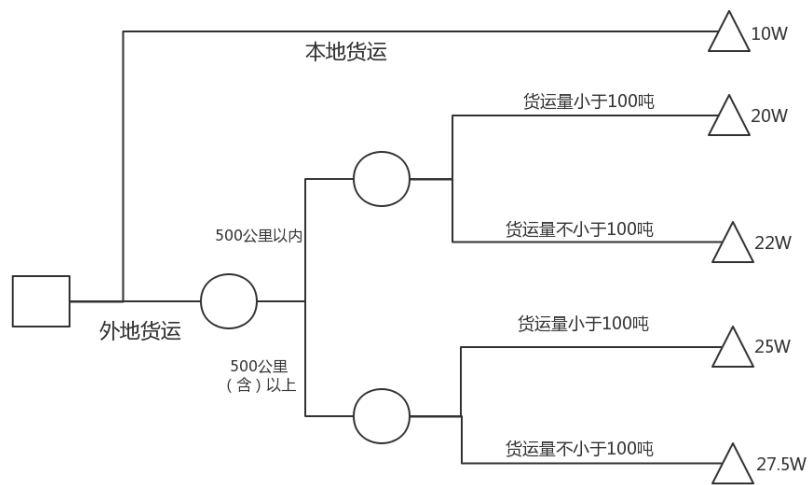 10W
本地货运
货运量小于100吨
20W
500公里以内
货运量不小于100吨
22W
外地货运
货运量小于100吨
25W
500公里
（含）以上
货运量不小于100吨
27.5W